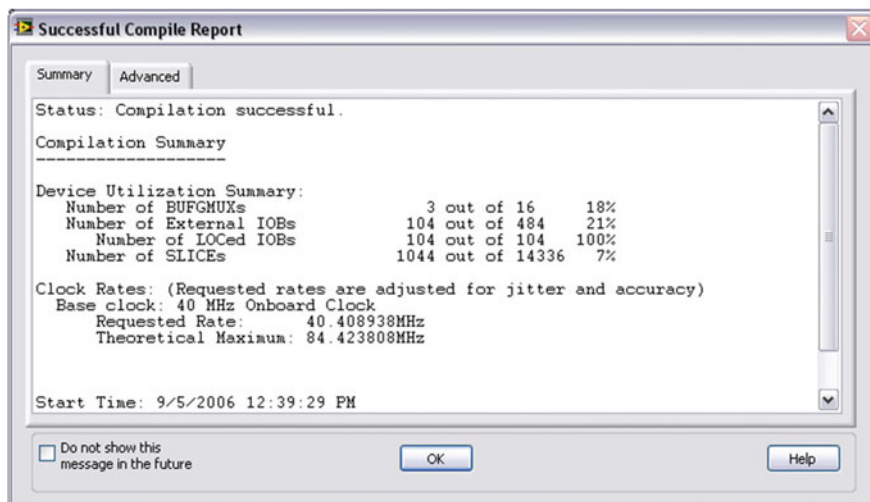 Successful Compile Report
Summary Advanced
Status: Compilation successful.
Compilation Summary
-------------------
Device Utilization Summary:
Number of BUFGMUXs 3 out of 16 18%
Number of External IOBs 104 out of 484 21%
Number of LOCed IOBs 104 out of 104 100%
Number of SLICEs 1044 out of 14336 7%
Clock Rates: (Requested rates are adjusted for jitter and accuracy)
Base clock: 40 MHz Onboard Clock
Requested Rate: 40.408938MHz
Theoretical Maximum: 84.423808MHz
Start Time: 9/5/2006 12:39:29 PM
Do not show this
message in the future
OK
Help